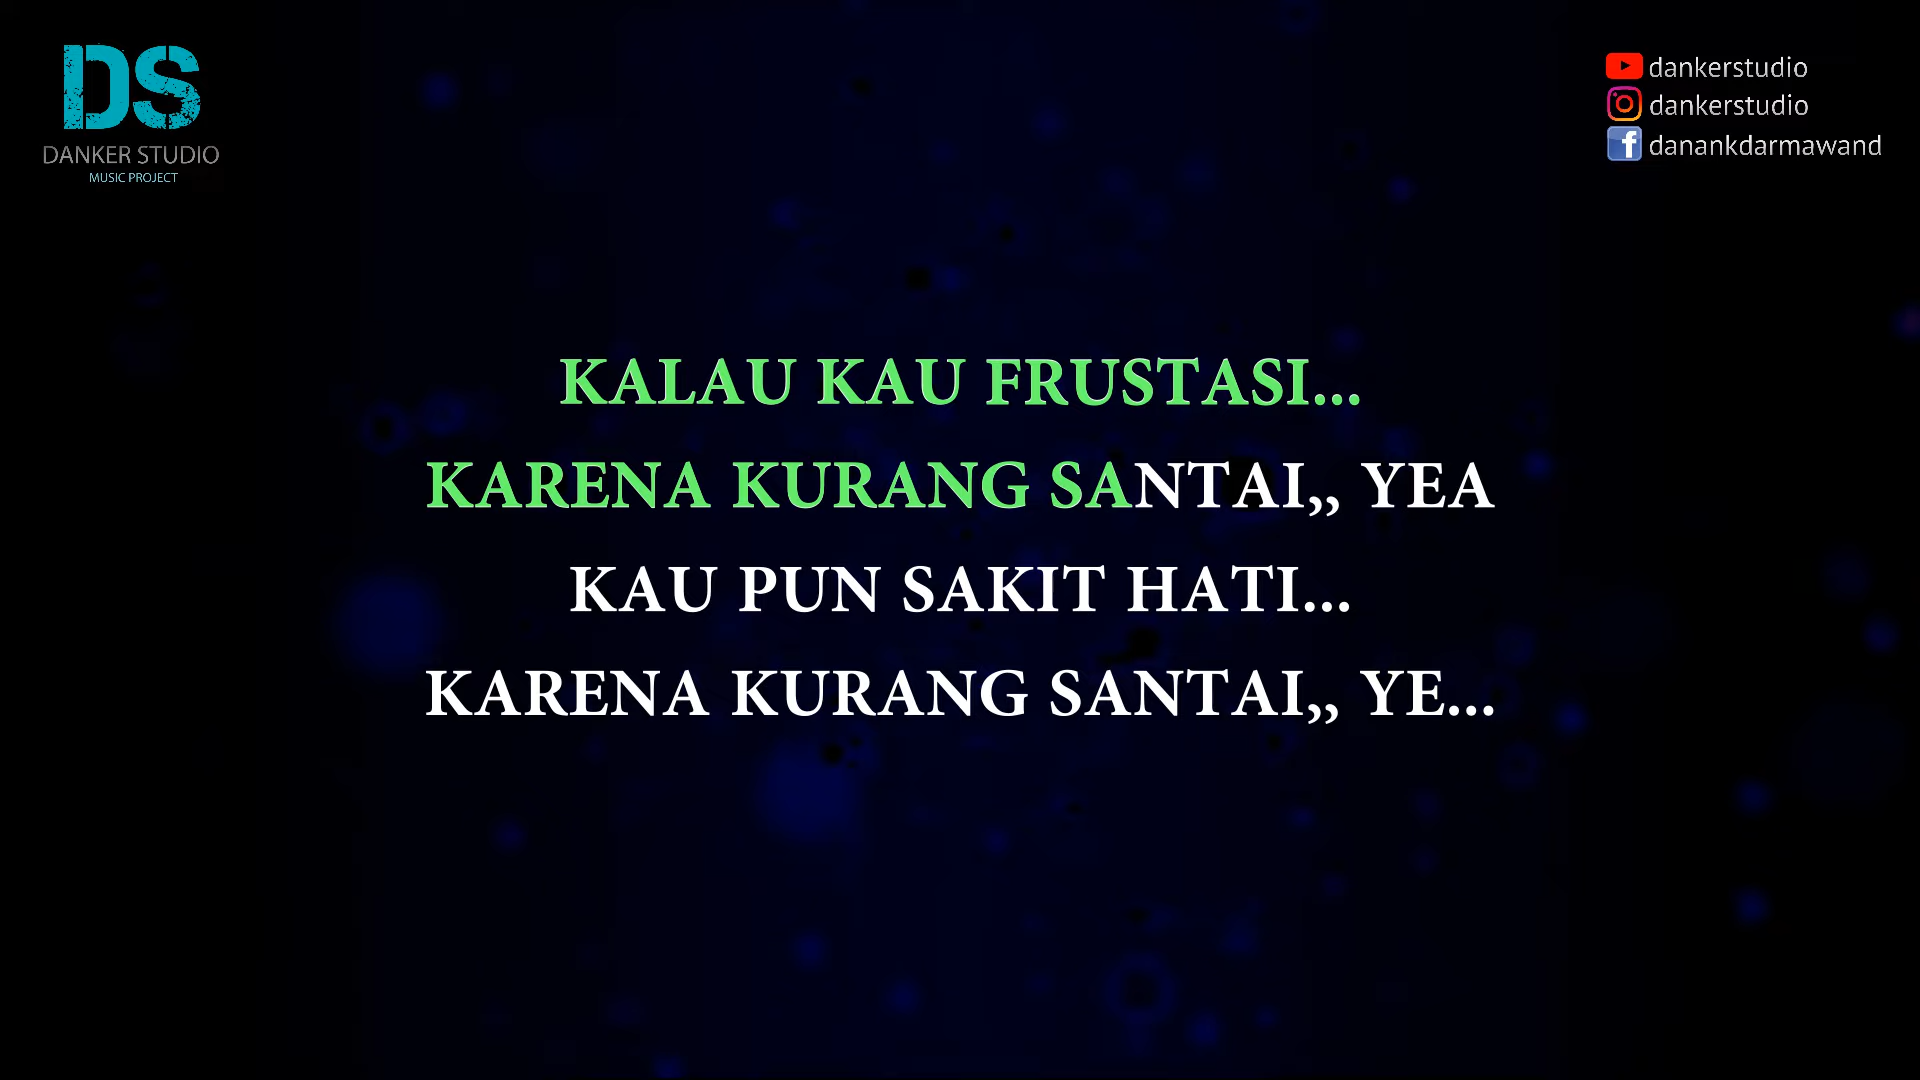 DS
DANKER STUDIO
MUSIC PROJECT
dankerstudio
dankerstudio
danankdarmawand
KALAU KAU FRUSTASI...
KARENA KURANG SANTAI,, YEA
KAU PUN SAKIT HATI...
KARENA KURANG SANTAI,, YE...